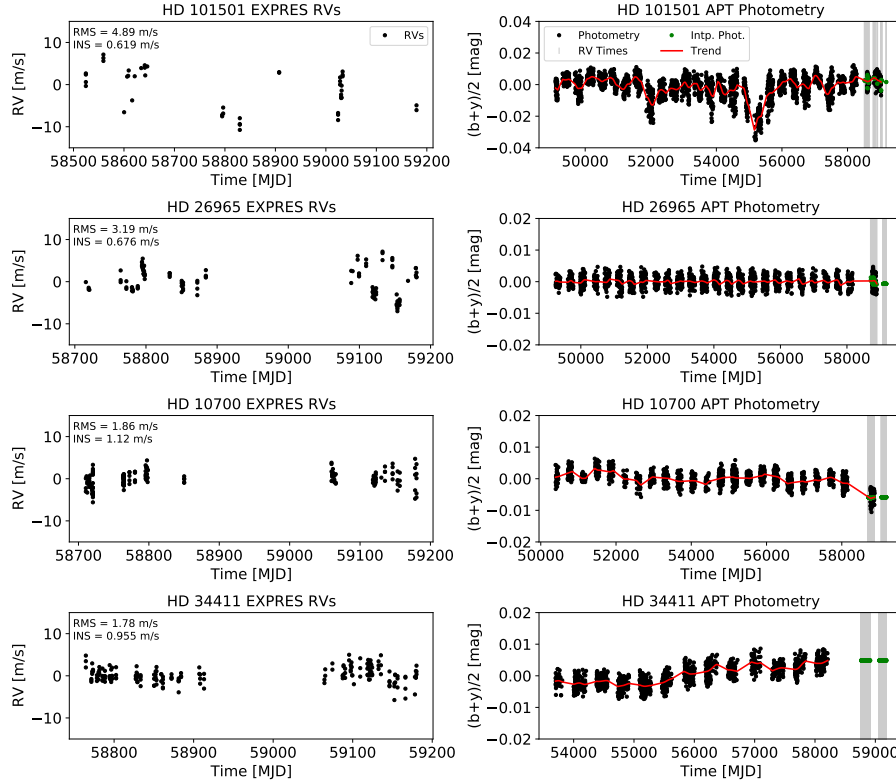 HD 101501 EXPRES RVs
RMS = 4.89 m/s
INS = 0.619 m/s
RVs
RV [m/s]
10
0
−10
58500 58600 58700 58800 58900 59000 59100 59200
Time [MJD]
HD 101501 APT Photometry
Photometry
RV Times
Intp. Phot.
Trend
(b+y)/2 [mag]
0.04
0.02
0.00
−0.02
−0.04
50000 52000 54000 56000 58000
Time [MJD]
HD 26965 EXPRES RVs
RMS = 3.19 m/s
INS = 0.676 m/s
RV [m/s]
10
0
−10
58700 58800 58900 59000 59100 59200
Time [MJD]
HD 26965 APT Photometry
(b+y)/2 [mag]
0.02
0.01
0.00
−0.01
−0.02
50000 52000 54000 56000 58000
Time [MJD]
HD 10700 EXPRES RVs
RMS = 1.86 m/s
INS = 1.12 m/s
RV [m/s]
10
0
−10
58700 58800 58900 59000 59100 59200
Time [MJD]
HD 10700 APT Photometry
(b+y)/2 [mag]
0.02
0.01
0.00
−0.01
−0.02
50000 52000 54000 56000 58000
Time [MJD]
HD 34411 EXPRES RVs
RMS = 1.78 m/s
INS = 0.955 m/s
RV [m/s]
10
0
−10
58800 58900 59000 59100 59200
Time [MJD]
HD 34411 APT Photometry
(b+y)/2 [mag]
0.02
0.01
0.00
−0.01
−0.02
54000 55000 56000 57000 58000 5900
Time [MJD]